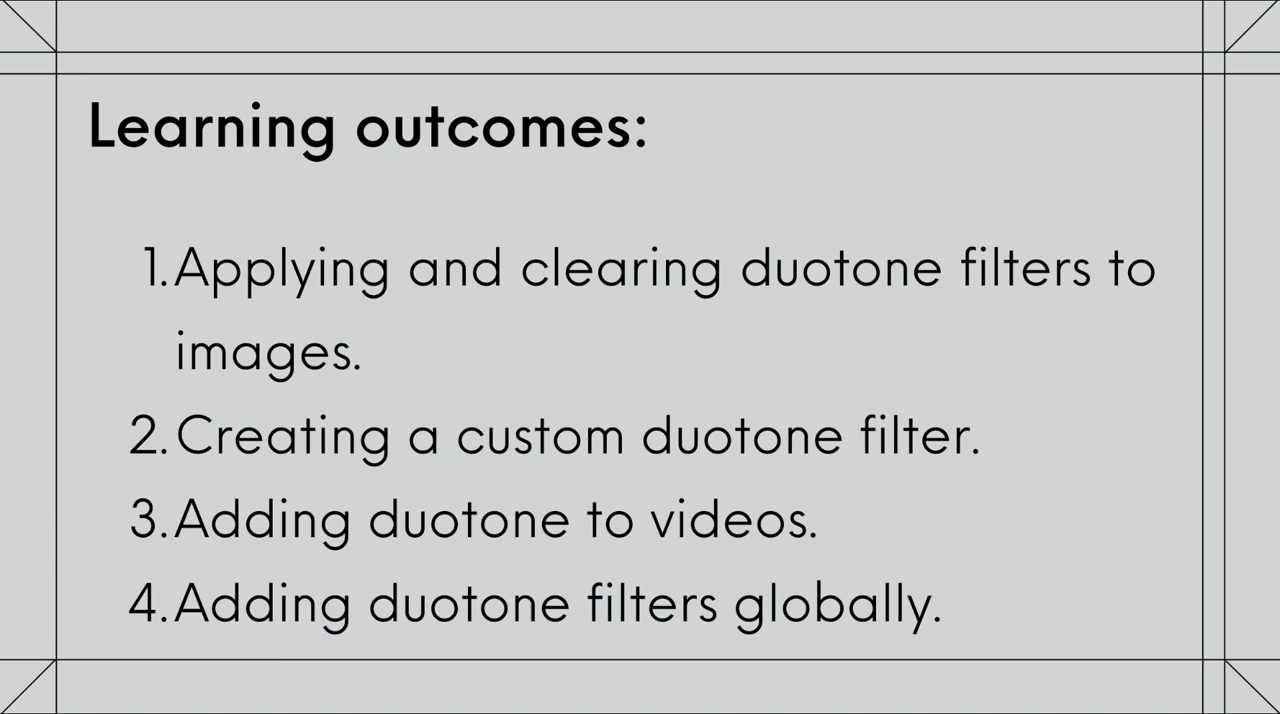 Learning outcomes:
1.Applying and clearing duotone filters to
images.
2.Creating a custom duotone filter.
3.Adding duotone to videos.
4.Adding duotone filters globally.